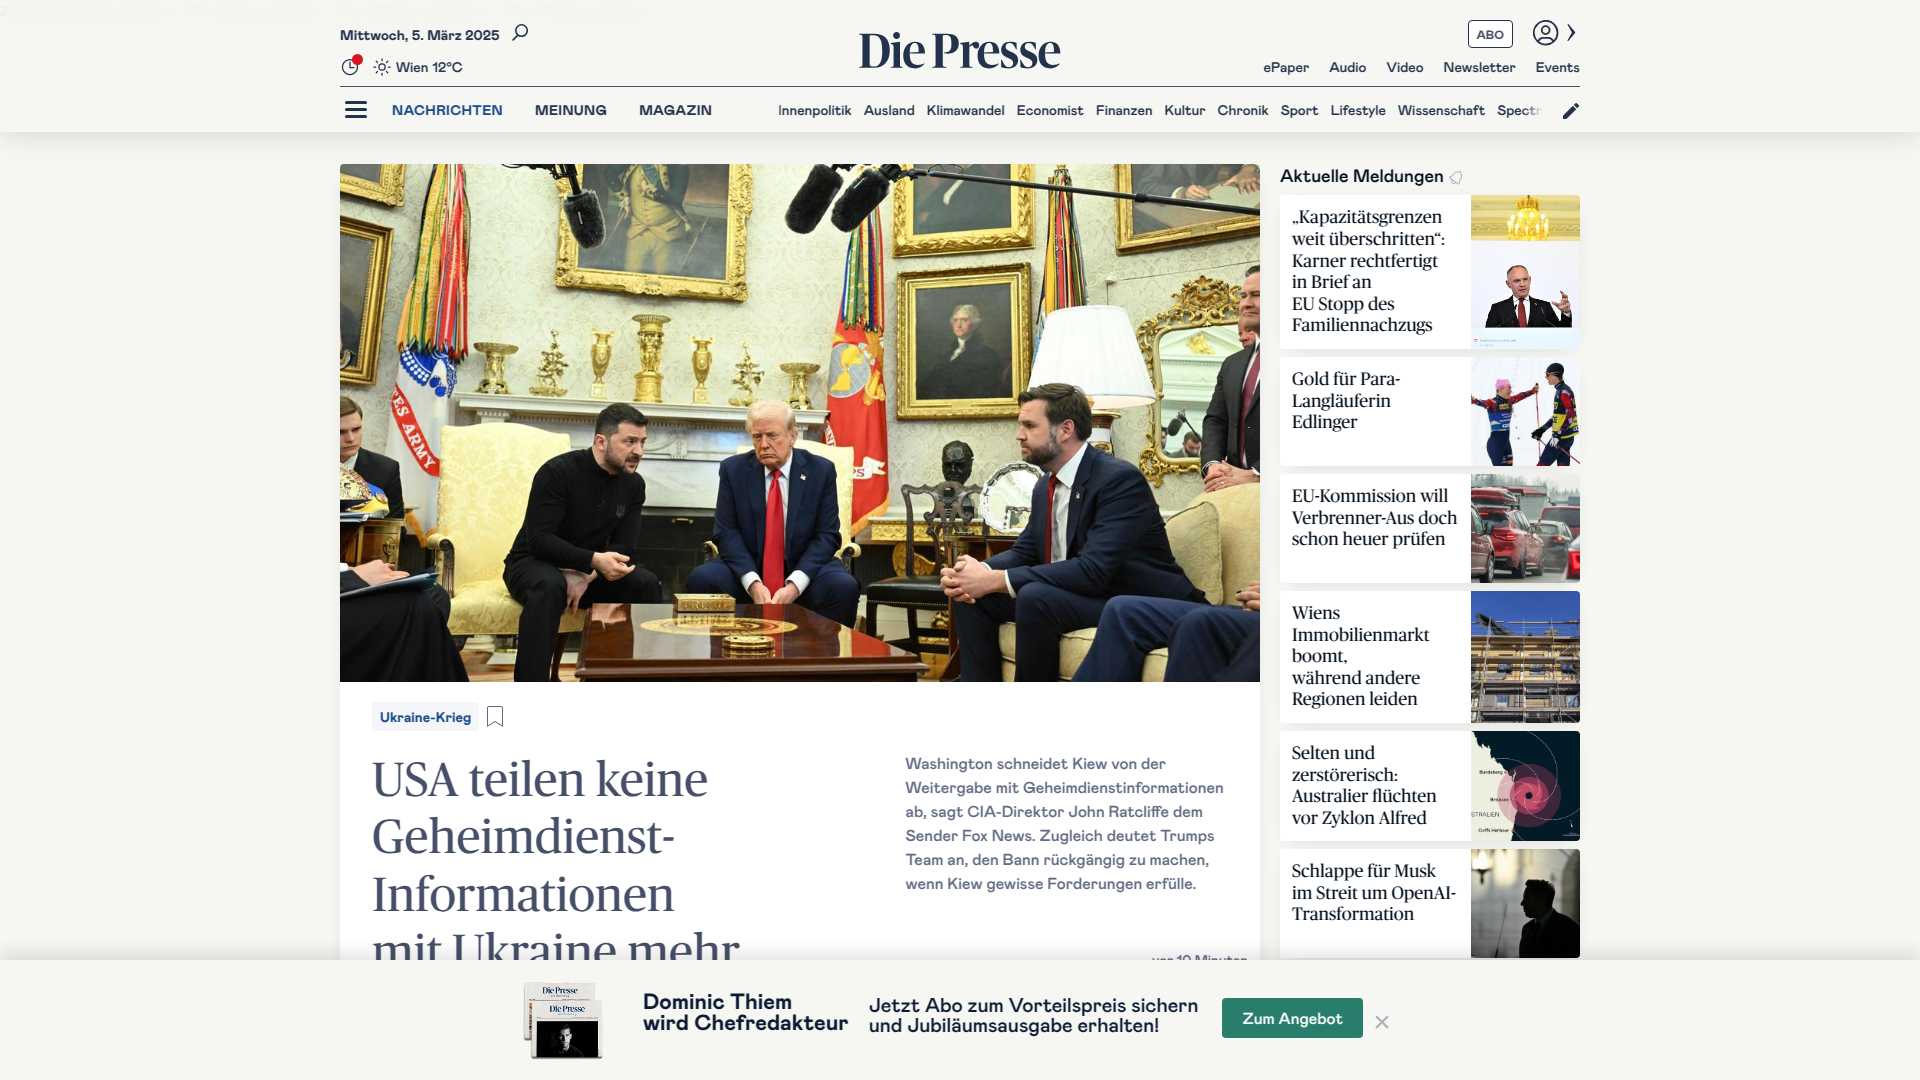 Mittwoch, 5. März 2025
Wien 12°C
Die Presse
ABO
ePaper Audio Video Newsletter Events
NACHRICHTEN MEINUNG MAGAZIN
Innenpolitik Ausland Klimawandel Economist Finanzen Kultur Chronik Sport Lifestyle Wissenschaft Spectr
Ukraine-Krieg
USA teilen keine
Geheimdienst-
Informationen
mit Ukraine mehr
Washington schneidet Kiew von der
Weitergabe mit Geheimdienstinformationen
ab, sagt CIA-Direktor John Ratcliffe dem
Sender Fox News. Zugleich deutet Trumps
Team an, den Bann rückgängig zu machen,
wenn Kiew gewisse Forderungen erfülle.
vor 10 Minuten
Aktuelle Meldungen
„Kapazitätsgrenzen
weit überschritten“:
Karner rechtfertigt
in Brief an
EU Stopp des
Familiennachzugs
Gold für Para-
Langläuferin
Edlinger
EU-Kommission will
Verbrenner-Aus doch
schon heuer prüfen
Wiens
Immobilienmarkt
boomt,
während andere
Regionen leiden
Selten und
zerstörerisch:
Australier flüchten
vor Zyklon Alfred
Schlappe für Musk
im Streit um OpenAI-
Transformation
Die Presse
Die Presse
Dominic Thiem
wird Chefredakteur
Jetzt Abo zum Vorteilspreis sichern
und Jubiläumsausgabe erhalten!
Zum Angebot